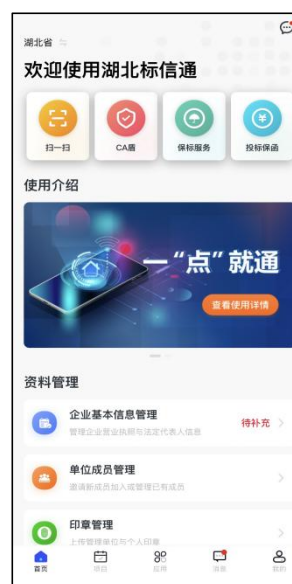 湖北省
欢迎使用湖北标信通
扫一扫
CA盾
保标服务
投标保函
使用介绍
一“点”就通
查看使用详情
资料管理
企业基本信息管理
管理企业营业执照与法定代表人信息
待补充
单位成员管理
邀请新成员加入或管理已有成员
印章管理
上传管理单位与个人印章
首页
项目
应用
消息
我的